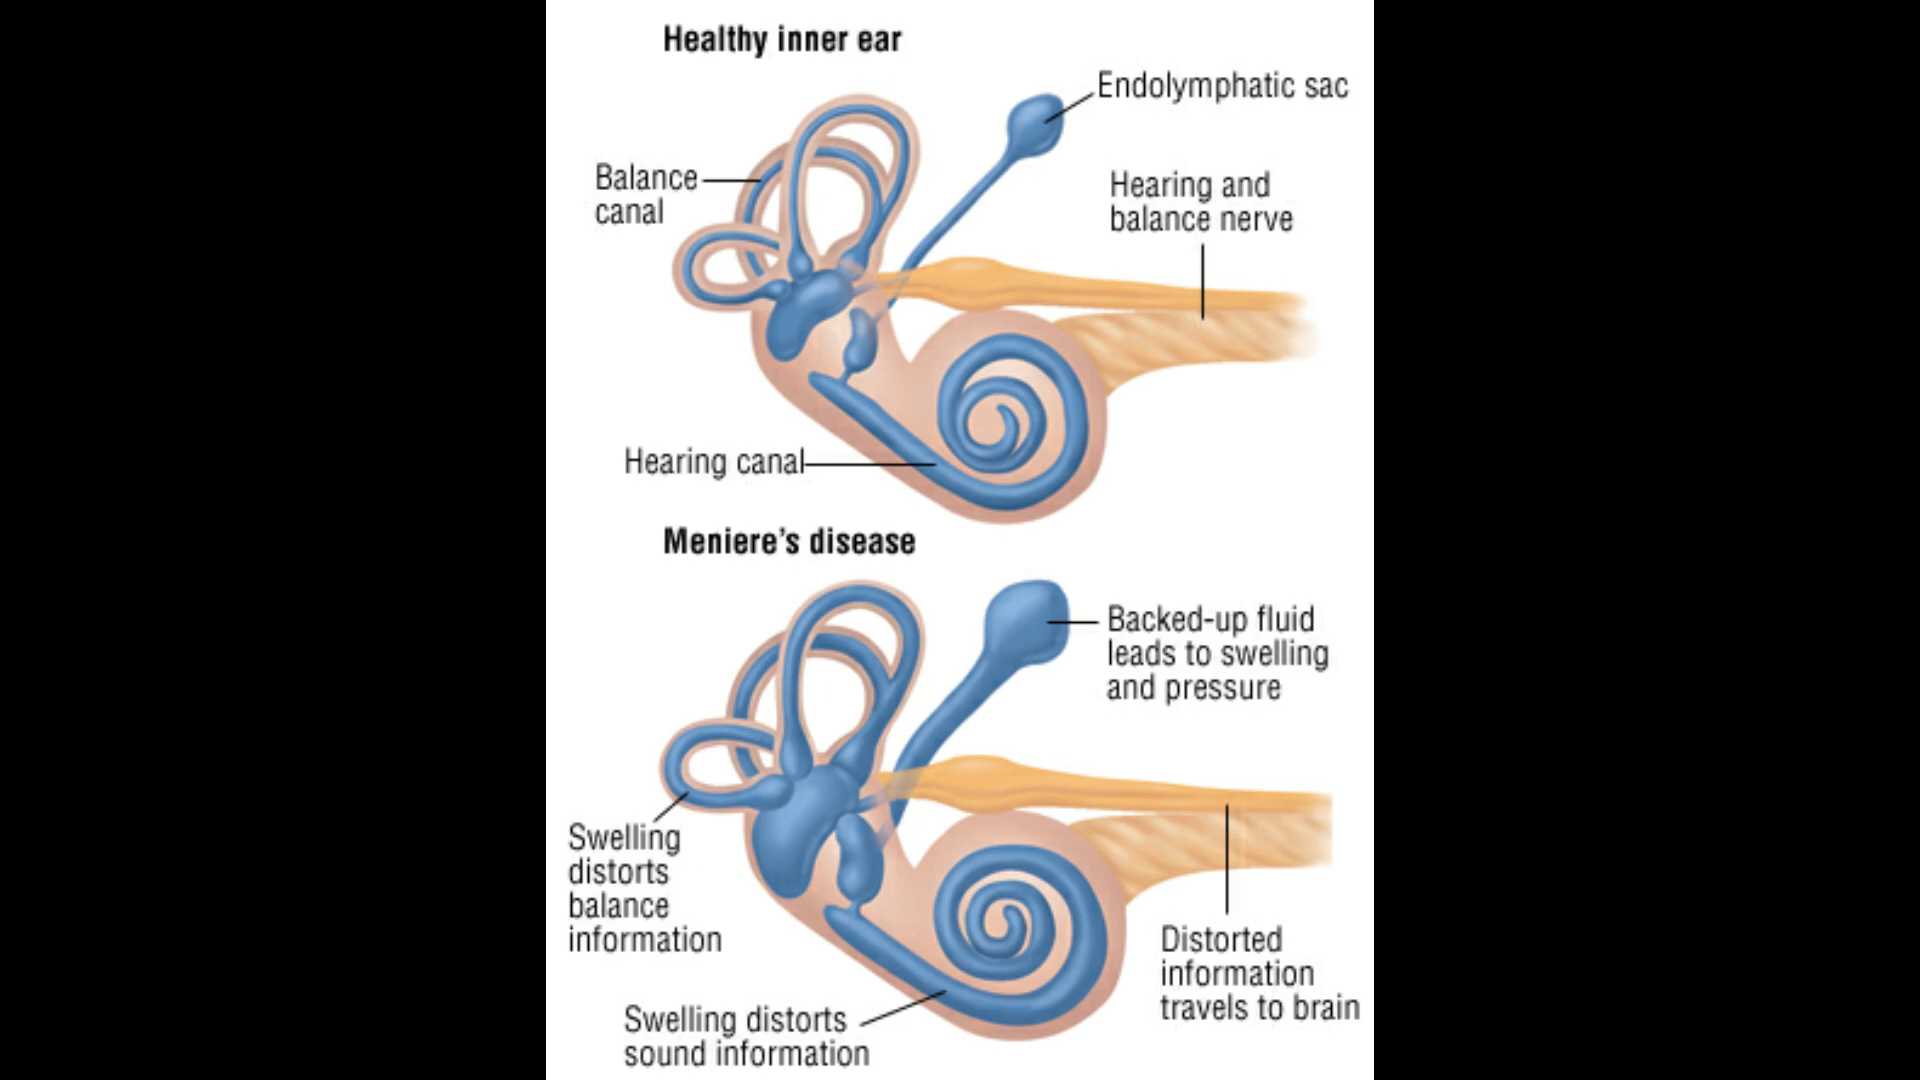 Healthy inner ear
Endolymphatic sac
Balance
canal
Hearing and
balance nerve
Hearing canal
Meniere's disease
Backed-up fluid
leads to swelling
and pressure
Swelling
distorts
balance
information
Distorted
information
travels to brain
Swelling distorts
sound information